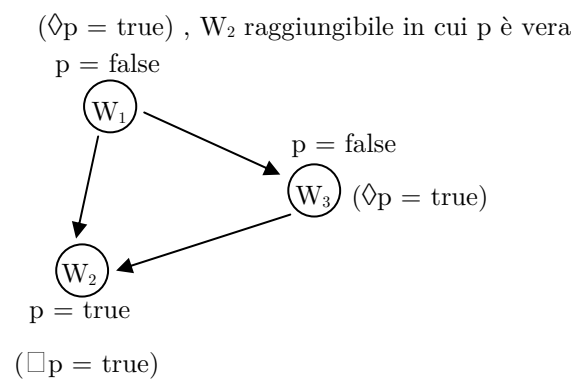 (◊p = true) , W₂ raggiungibile in cui p è vera
p = false
W₁
p = false
W₃ (◊p = true)
W₂
p = true
(□p = true)